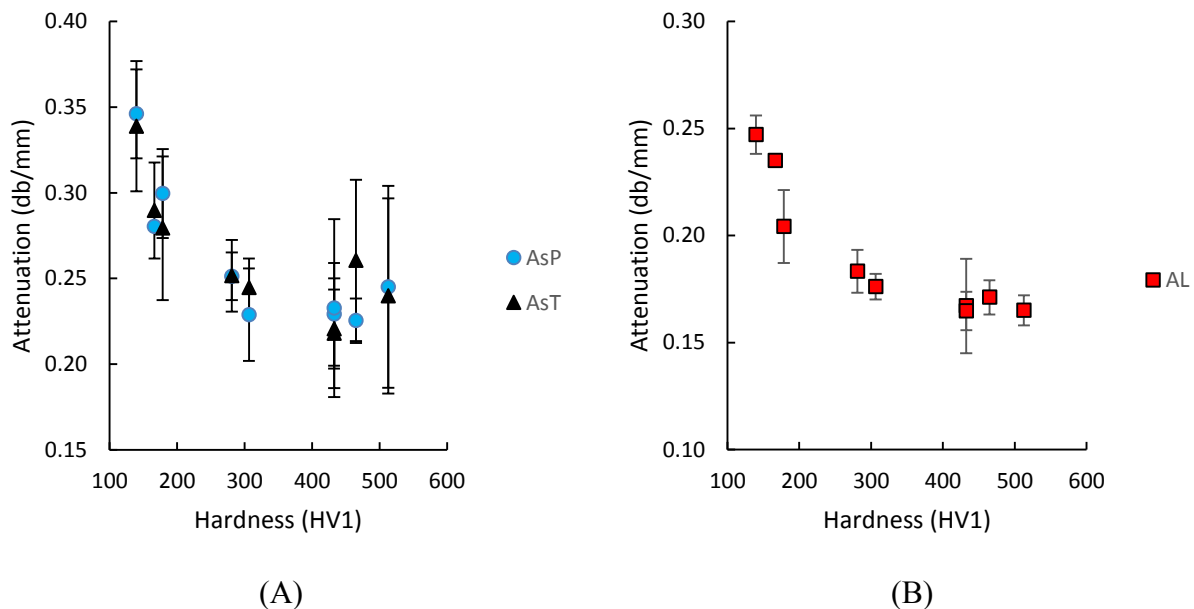 0.40
0.35
0.30
0.25
0.20
0.15
Attenuation (db/mm)
100 200 300 400 500 600
Hardness (HV1)
AsP
AsT
(A)
0.30
0.25
0.20
0.15
0.10
Attenuation (db/mm)
100 200 300 400 500 600
Hardness (HV1)
AL
(B)